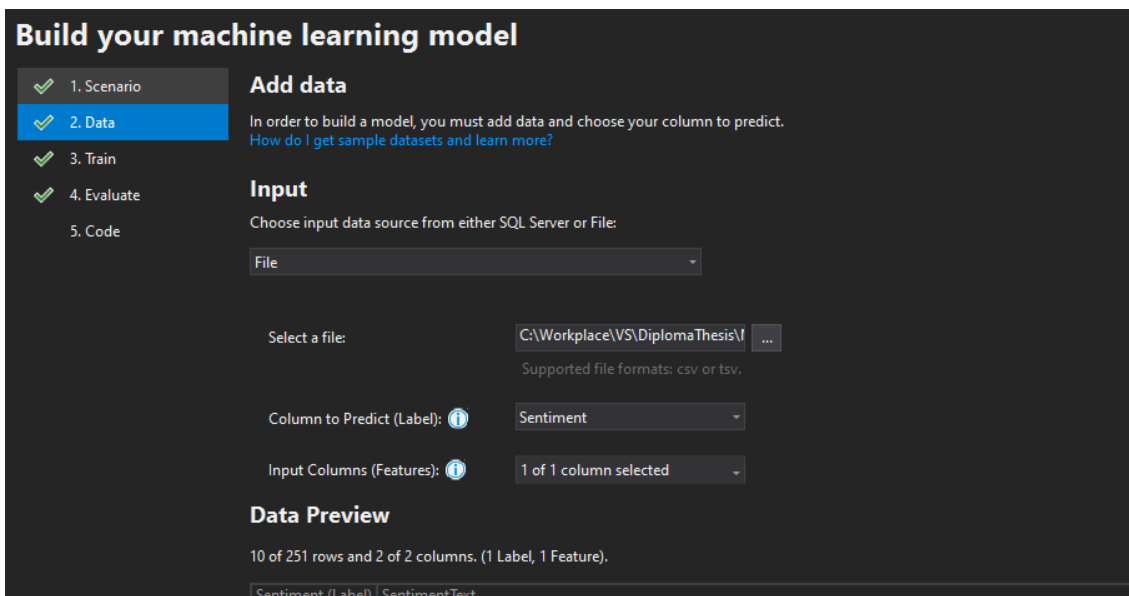 Build your machine learning model
1. Scenario
2. Data
3. Train
4. Evaluate
5. Code
Add data
In order to build a model, you must add data and choose your column to predict.
How do I get sample datasets and learn more?
Input
Choose input data source from either SQL Server or File:
File
Select a file:
C:\Workplace\VS\DiplomaThesis\
...
Supported file formats: csv or tsv.
Column to Predict (Label):
Sentiment
Input Columns (Features):
1 of 1 column selected
Data Preview
10 of 251 rows and 2 of 2 columns. (1 Label, 1 Feature).
Sentiment (Label) SentimentText